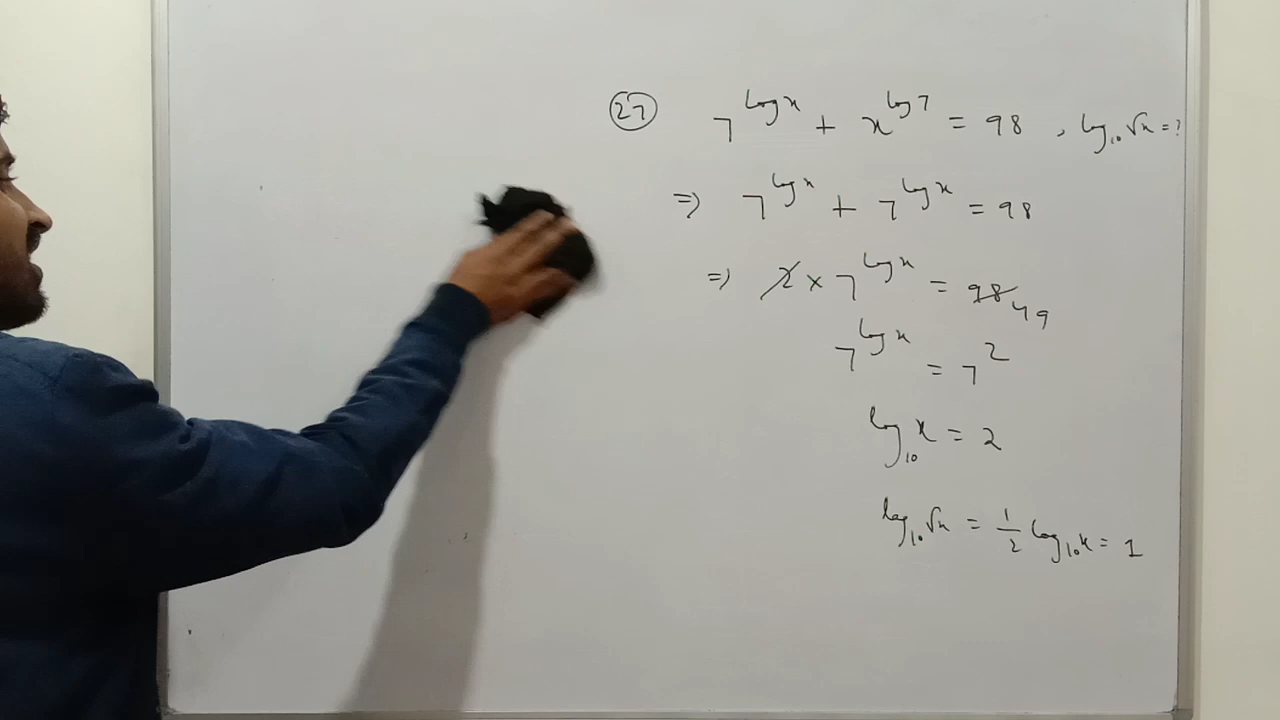 (27) 7^(log x) + x^(log 7) = 98 , log₁₀ √x = ?
=> 7^(log x) + 7^(log x) = 98
=> 2 × 7^(log x) = 98 49
7^(log x) = 7^2
log₁₀ x = 2
log₁₀ √x = 1/2 log₁₀ x = 1